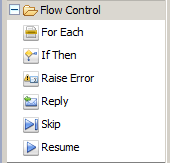 Flow Control
For Each
If Then
Raise Error
Reply
Skip
Resume